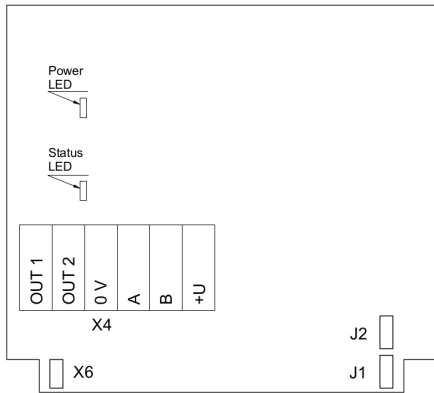 Power
LED
Status
LED
OUT 1
OUT 2
0 V
A
B
+U
X4
J2
X6
J1